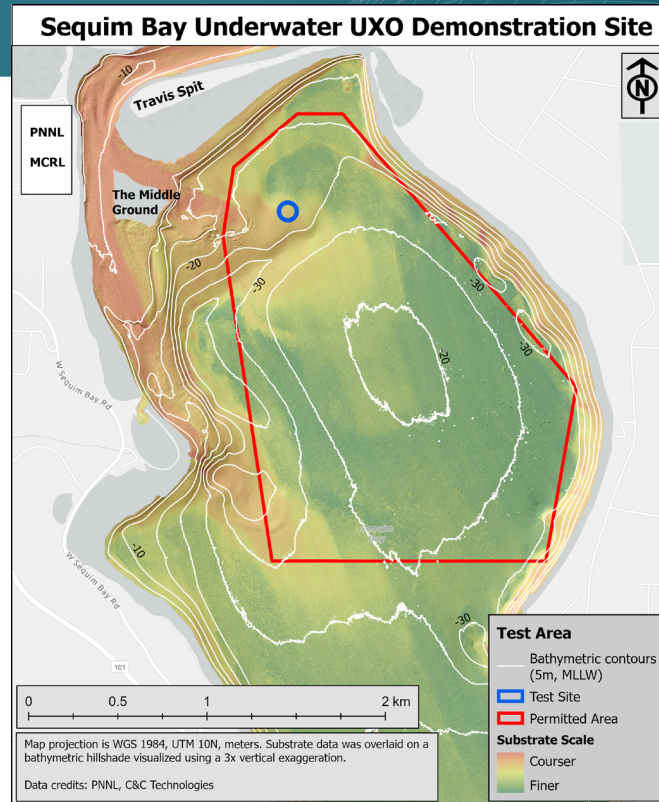 Sequim Bay Underwater UXO Demonstration Site
-10
Travis Spit
N
PNNL
MCRL
The Middle
Ground
-20
-30
-30
-30
-20
W Sequim Bay Rd
Sequim
Bay
-10
W Sequim Bay Rd
-30
101
Test Area
Bathymetric contours
(5m, MLLW)
Test Site
Permitted Area
Substrate Scale
Courser
Finer
0 0.5 1 2 km
Map projection is WGS 1984, UTM 10N, meters. Substrate data was overlaid on a
bathymetric hillshade visualized using a 3x vertical exaggeration.
Data credits: PNNL, C&C Technologies